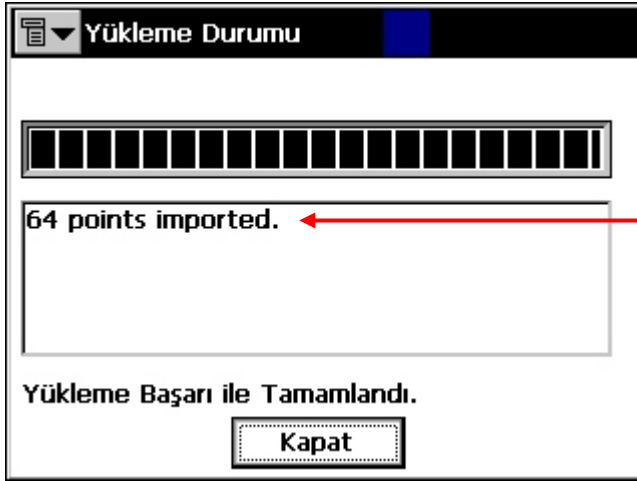 Yükleme Durumu
64 points imported.
Yükleme Başarı ile Tamamlandı.
Kapat